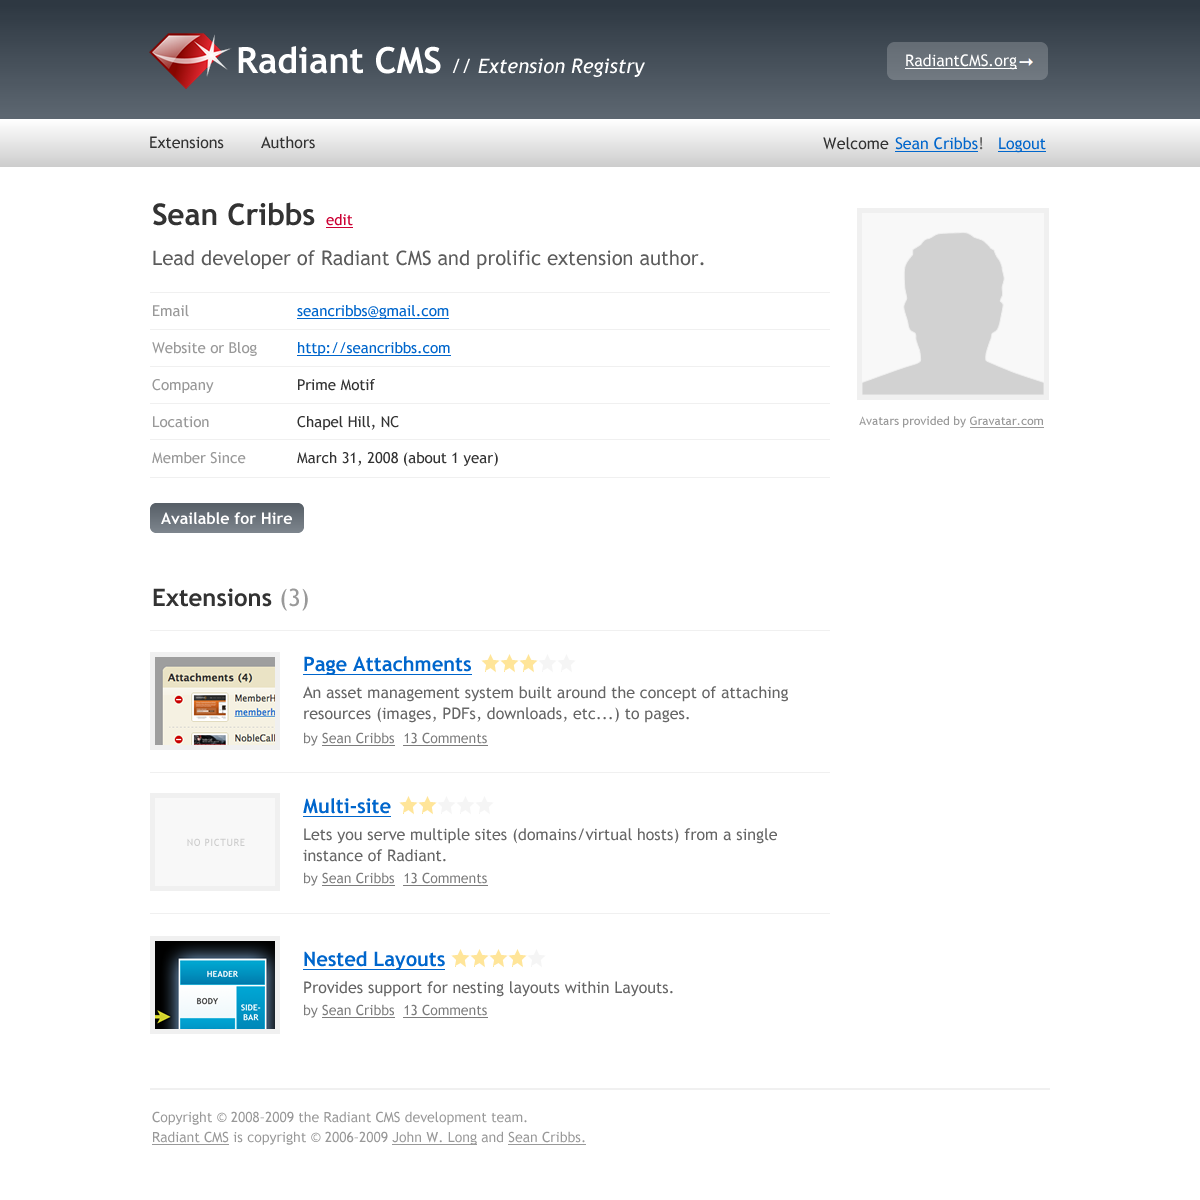 Radiant CMS // Extension Registry
RadiantCMS.org→
Extensions Authors
Welcome Sean Cribbs! Logout
Sean Cribbs edit
Lead developer of Radiant CMS and prolific extension author.
Email seancribbs@gmail.com
Website or Blog http://seancribbs.com
Company Prime Motif
Location Chapel Hill, NC
Member Since March 31, 2008 (about 1 year)
Avatars provided by Gravatar.com
Available for Hire
Extensions (3)
Attachments (4)
MemberH
memberh
NobleCall
Page Attachments
An asset management system built around the concept of attaching
resources (images, PDFs, downloads, etc...) to pages.
by Sean Cribbs 13 Comments
NO PICTURE
Multi-site
Lets you serve multiple sites (domains/virtual hosts) from a single
instance of Radiant.
by Sean Cribbs 13 Comments
HEADER
BODY
SIDE-
BAR
Nested Layouts
Provides support for nesting layouts within Layouts.
by Sean Cribbs 13 Comments
Copyright © 2008-2009 the Radiant CMS development team.
Radiant CMS is copyright © 2006-2009 John W. Long and Sean Cribbs.